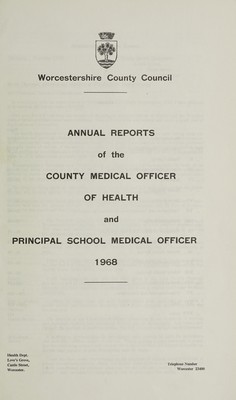 Worcestershire County Council
ANNUAL REPORTS
of the
COUNTY MEDICAL OFFICER
OF HEALTH
and
PRINCIPAL SCHOOL MEDICAL OFFICER
1968
Health Dept.
Love's Grove,
Castle Street,
Worcester.
Telephone Number
Worcester 23400